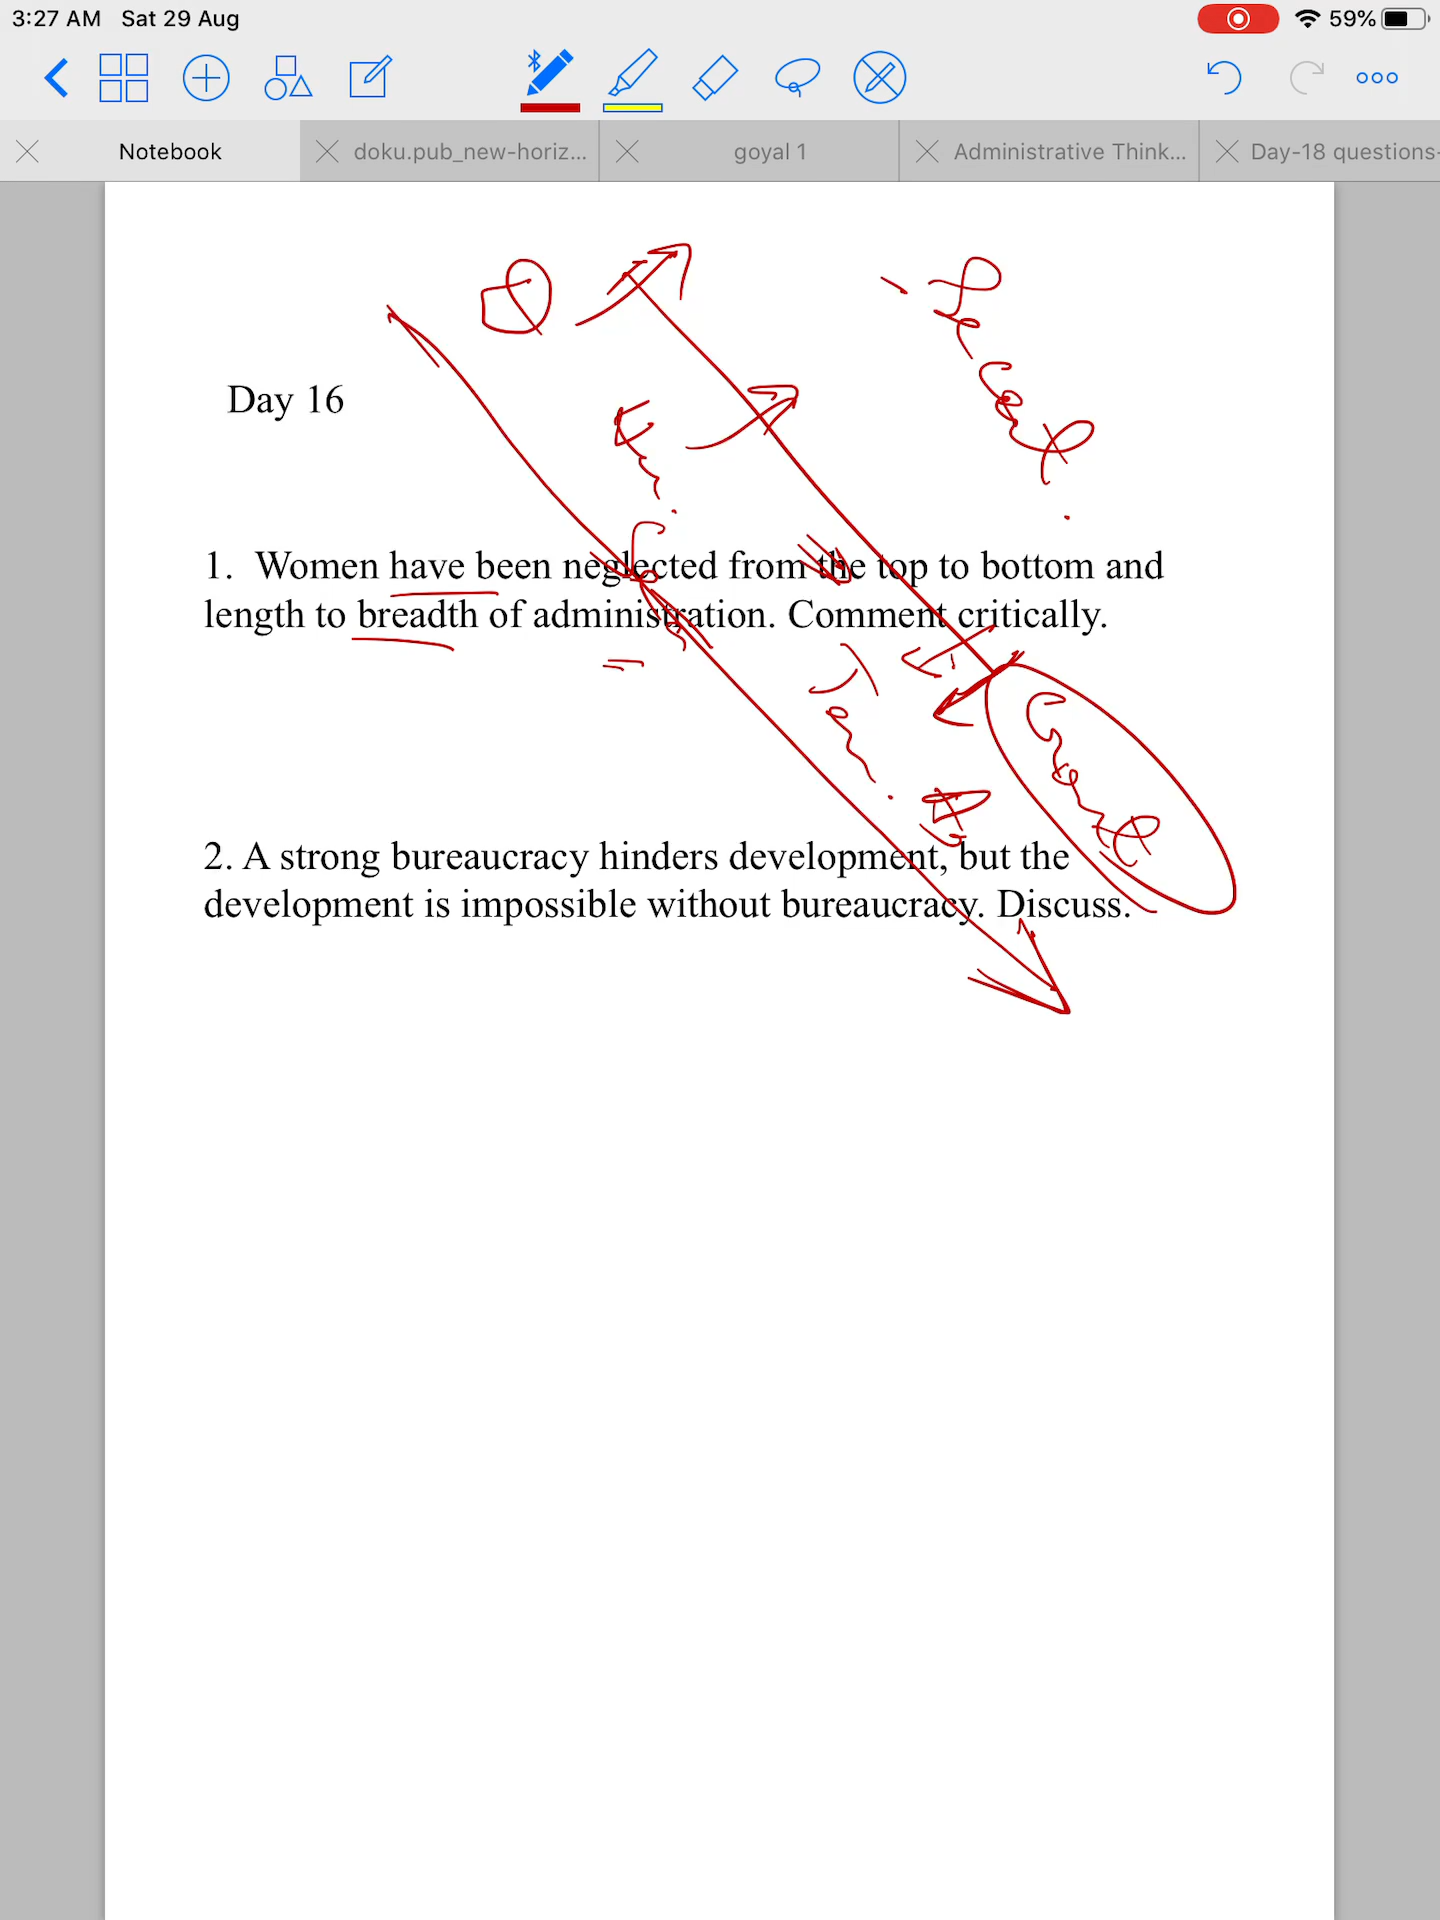 3:27 AM Sat 29 Aug
59%
Notebook
doku.pub_new-horiz...
goyal 1
Administrative Think...
Day-18 questions-
Day 16
1. Women have been neglected from the top to bottom and
length to breadth of administration. Comment critically.
2. A strong bureaucracy hinders development, but the
development is impossible without bureaucracy. Discuss.